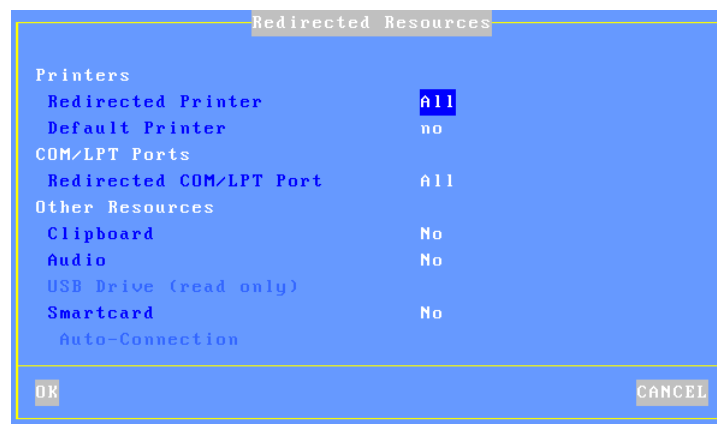 Redirected Resources
Printers
Redirected Printer All
Default Printer no
COM/LPT Ports
Redirected COM/LPT Port All
Other Resources
Clipboard No
Audio No
USB Drive (read only)
Smartcard No
Auto-Connection
OK CANCEL